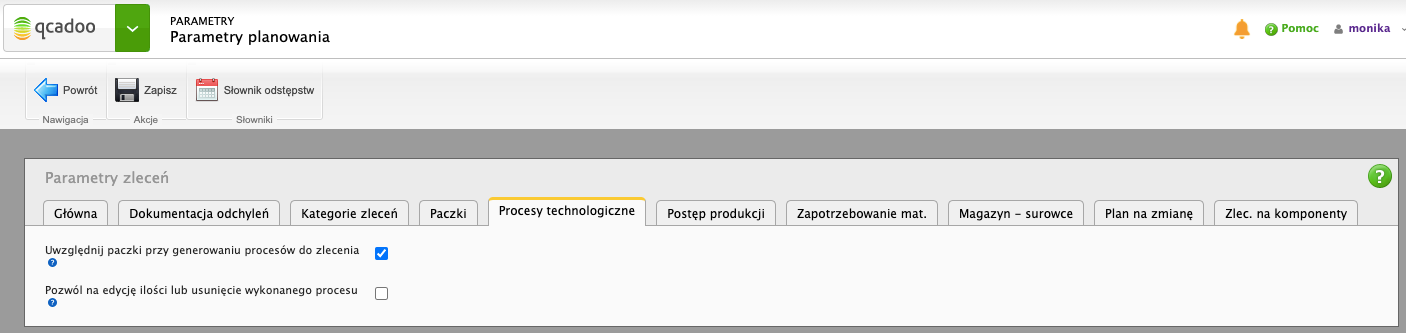 qcadoo
PARAMETRY
Parametry planowania
Pomoc
monika
Powrót
Zapisz
Słownik odstępstw
Nawigacja
Akcje
Słowniki
Parametry zleceń
?
Główna
Dokumentacja odchyleń
Kategorie zleceń
Paczki
Procesy technologiczne
Postęp produkcji
Zapotrzebowanie mat.
Magazyn - surowce
Plan na zmianę
Zlec. na komponenty
Uwzględnij paczki przy generowaniu procesów do zlecenia
?
Pozwól na edycję ilości lub usunięcie wykonanego procesu
?